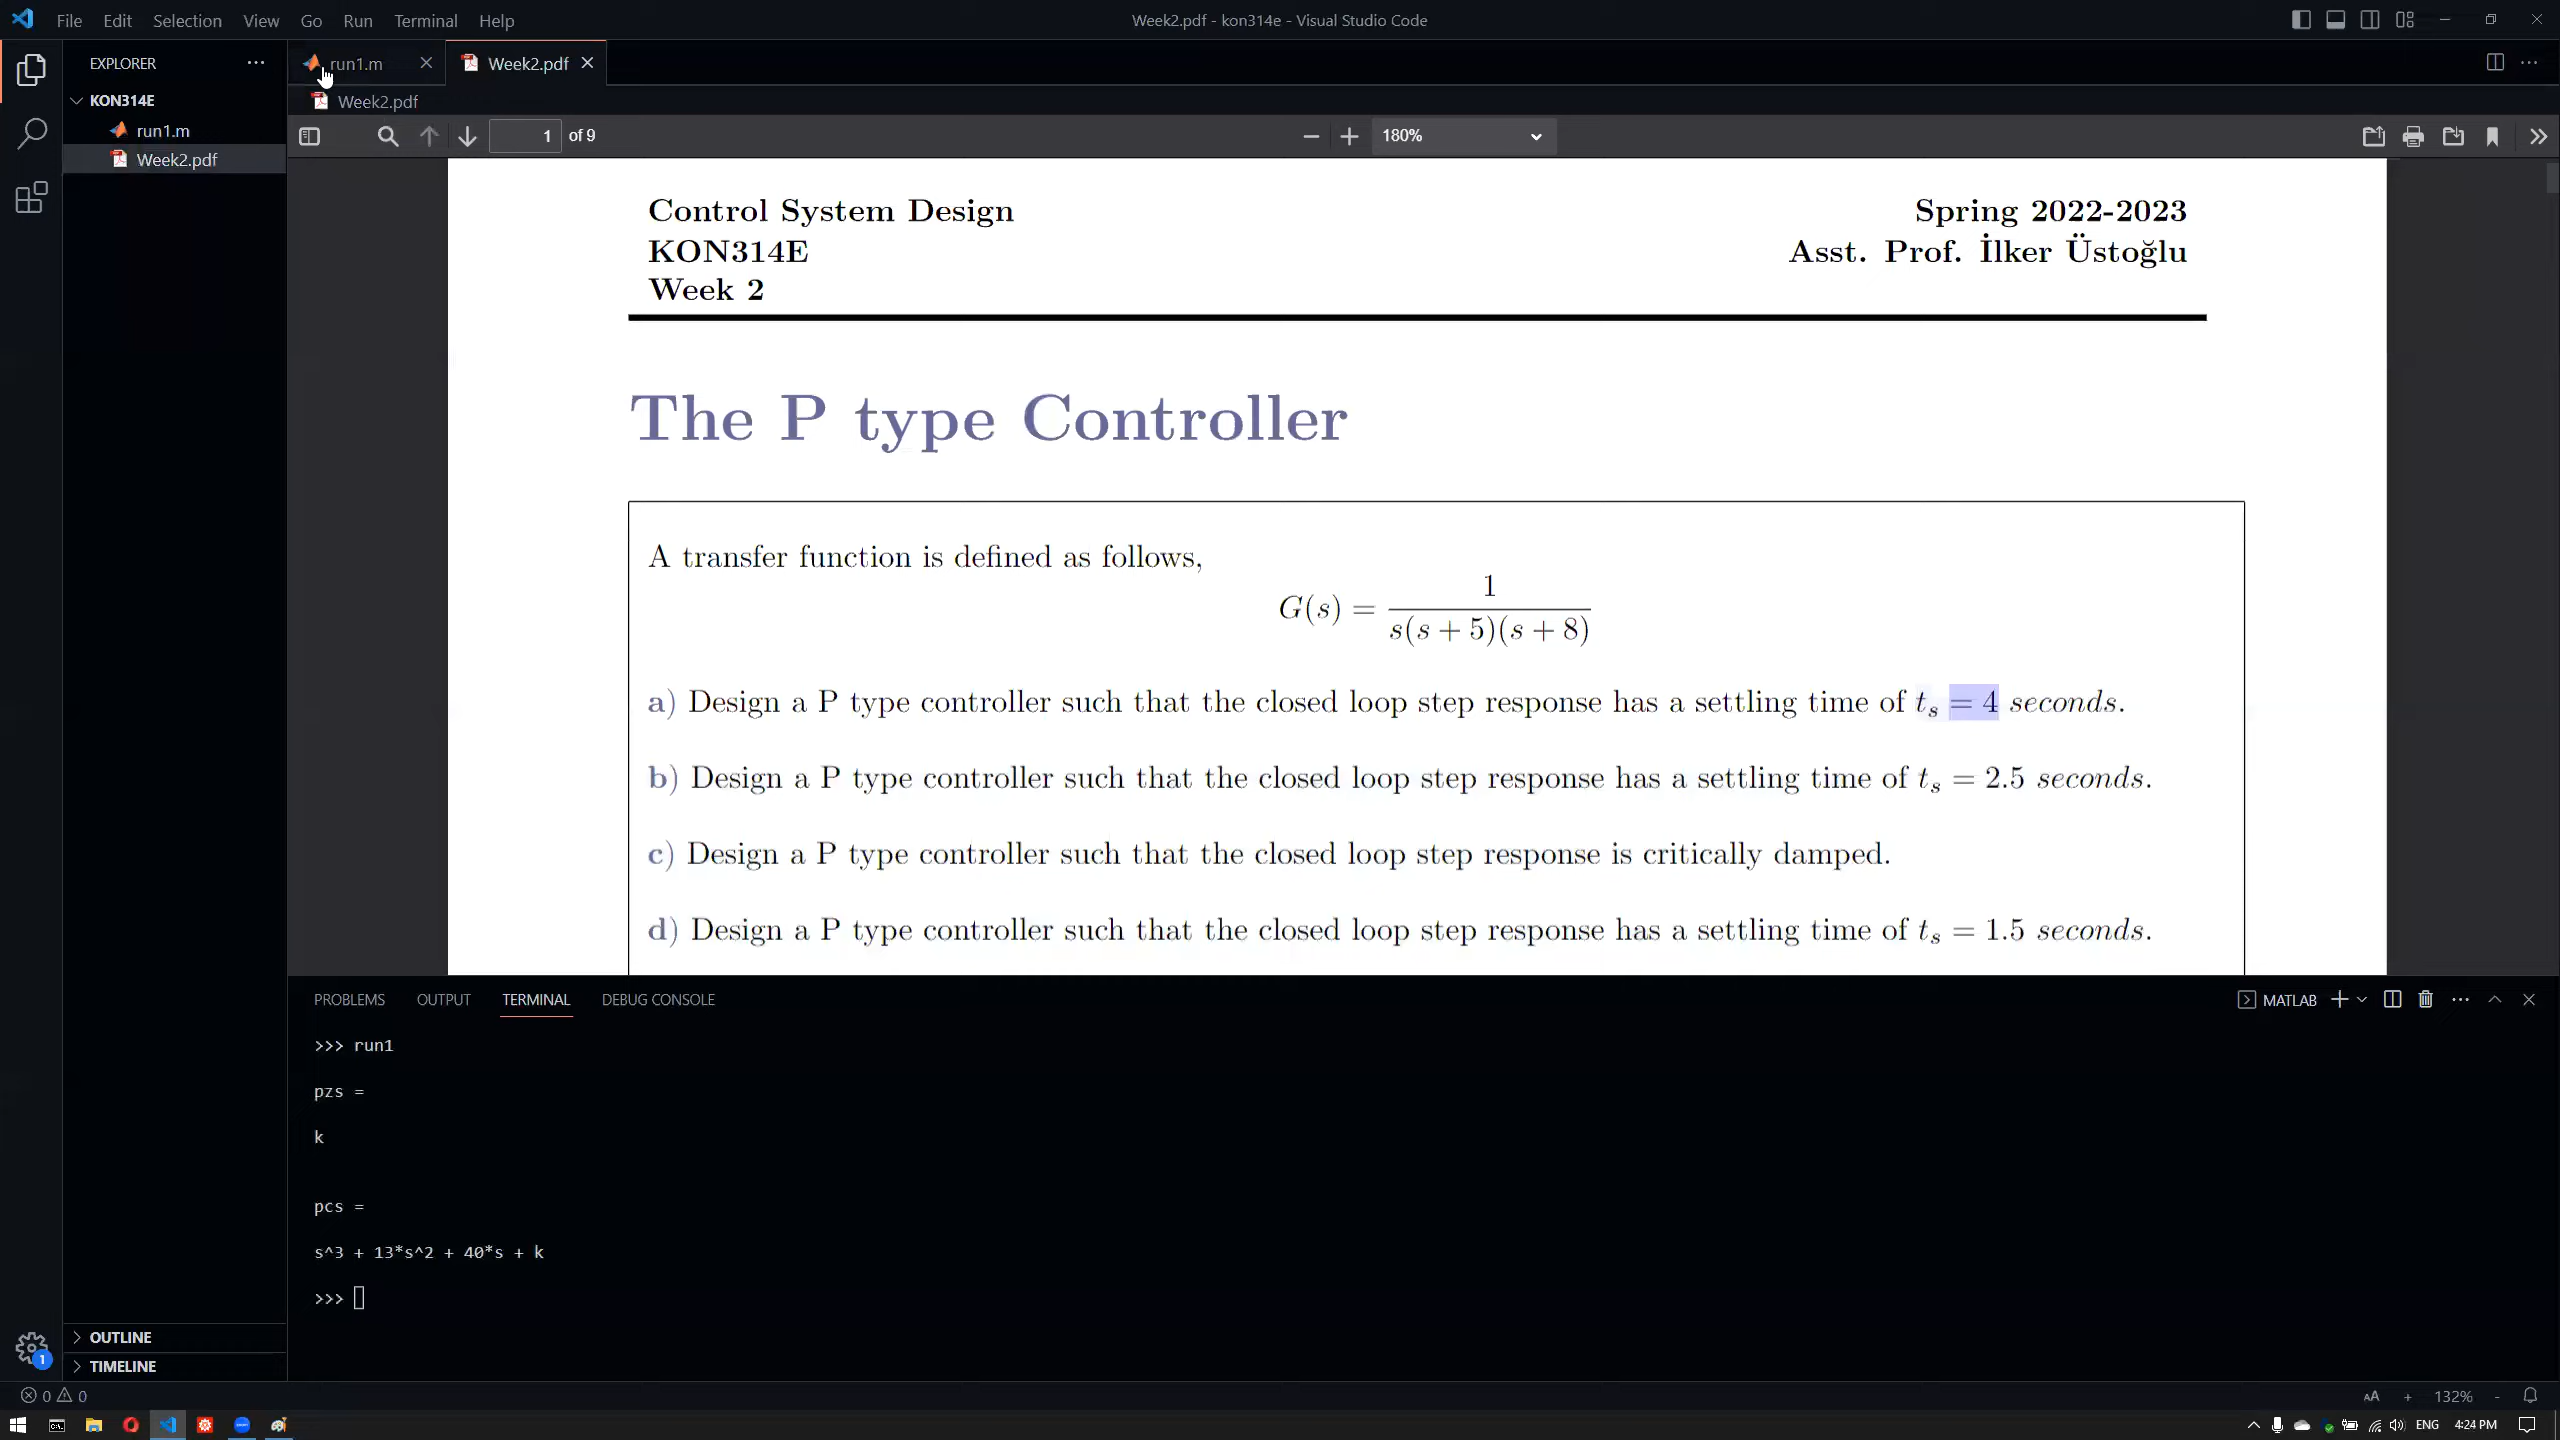 File Edit Selection View Go Run Terminal Help
Week2.pdf - kon314e - Visual Studio Code
EXPLORER
KON314E
run1.m
Week2.pdf
OUTLINE
TIMELINE
run1.m
Week2.pdf
Week2.pdf
1 of 9
180%
Control System Design
Spring 2022-2023
KON314E
Asst. Prof. İlker Üstoğlu
Week 2
The P type Controller
A transfer function is defined as follows,
G(s) = 1 / s(s + 5)(s + 8)
a) Design a P type controller such that the closed loop step response has a settling time of ts = 4 seconds.
b) Design a P type controller such that the closed loop step response has a settling time of ts = 2.5 seconds.
c) Design a P type controller such that the closed loop step response is critically damped.
d) Design a P type controller such that the closed loop step response has a settling time of ts = 1.5 seconds.
PROBLEMS OUTPUT TERMINAL DEBUG CONSOLE
MATLAB
>>> run1
pzs =
k
pcs =
s^3 + 13*s^2 + 40*s + k
>>>
1
0 0
AA + 132% -
ENG 4:24 PM